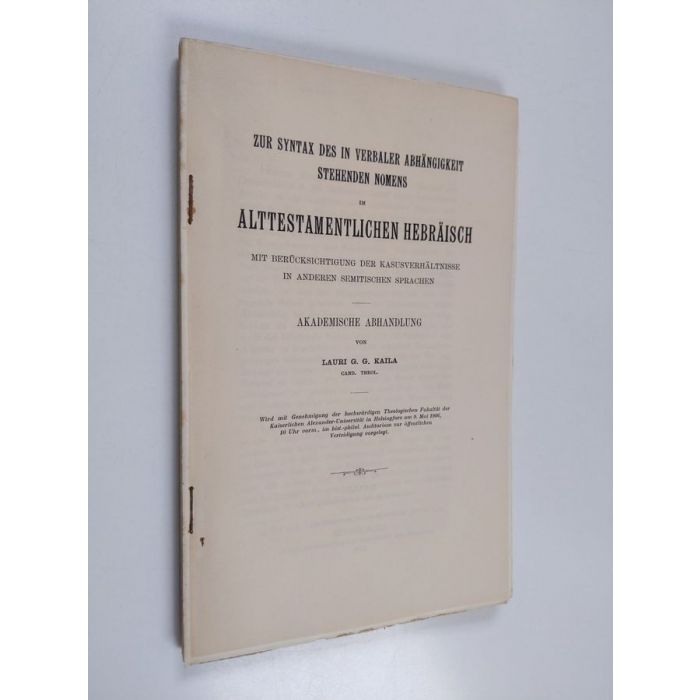 ZUR SYNTAX DES IN VERBALER ABHÄNGIGKEIT
STEHENDEN NOMENS
IM
ALTTESTAMENTLICHEN HEBRÄISCH
MIT BERÜCKSICHTIGUNG DER KASUSVERHÄLTNISSE
IN ANDEREN SEMITISCHEN SPRACHEN
AKADEMISCHE ABHANDLUNG
VON
LAURI G. G. KAILA
CAND. THEOL.
Wird mit Genehmigung der hochwürdigen Theologischen Fakultät der
Kaiserlichen Alexander-Universität in Helsingfors am 9. Mai 1906,
10 Uhr vorm., im hist.-philol. Auditorium zur öffentlichen
Verteidigung vorgelegt.